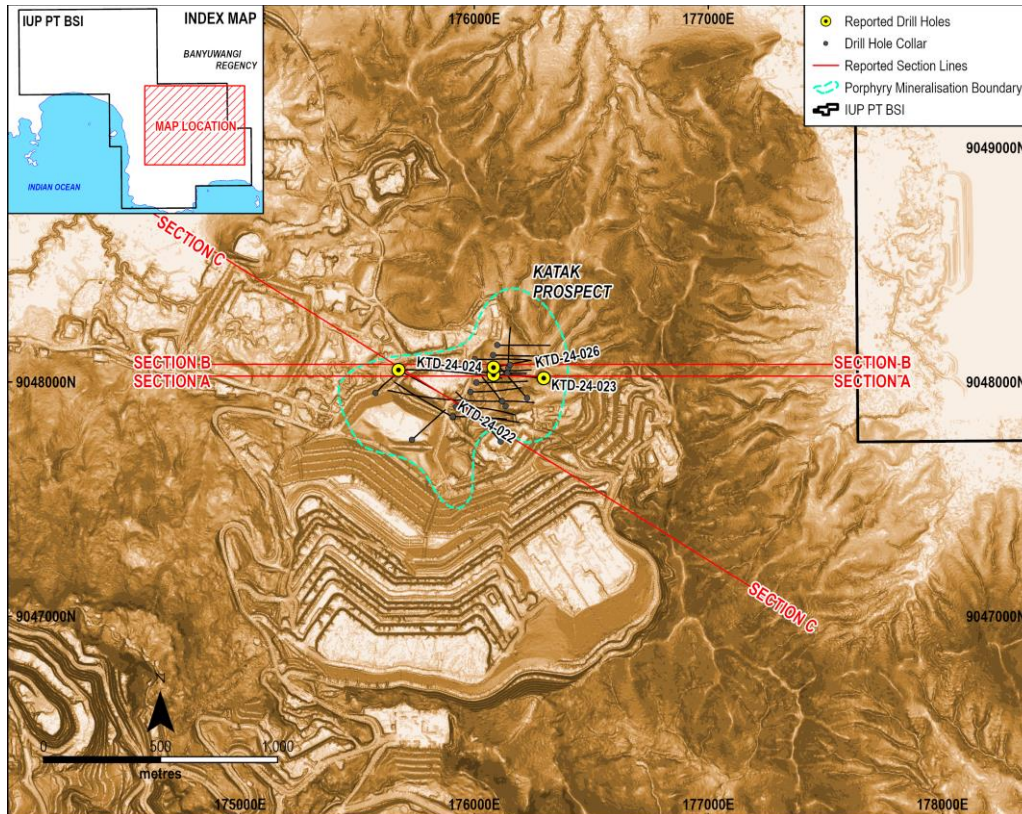 IUP PT BSI
INDEX MAP
BANYUWANGI
REGENCY
MAP LOCATION
INDIAN OCEAN
176000E
177000E
Reported Drill Holes
Drill Hole Collar
Reported Section Lines
Porphyry Mineralisation Boundary
IUP PT BSI
9049000N
SECTION C
KATAK
PROSPECT
SECTION B
KTD-24-024
KTD-24-026
SECTION B
9048000N
SECTION A
KTD-24-023
SECTION A
9048000N
KTD-24-022
SECTION C
9047000N
9047000N
N
0
500
1,000
metres
175000E
176000E
177000E
178000E